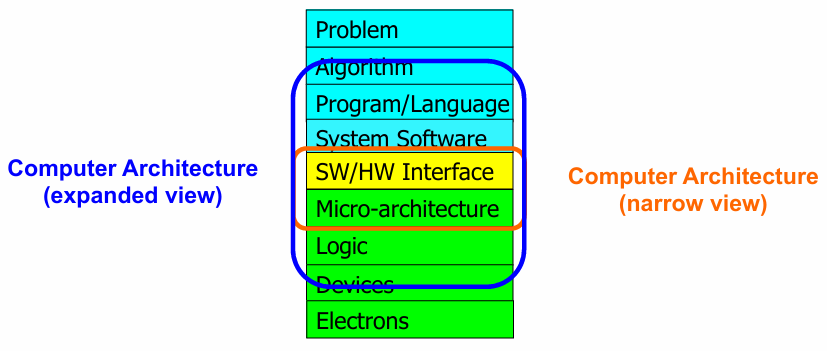 Problem
Algorithm
Program/Language
System Software
SW/HW Interface
Micro-architecture
Logic
Devices
Electrons
Computer Architecture
(expanded view)
Computer Architecture
(narrow view)